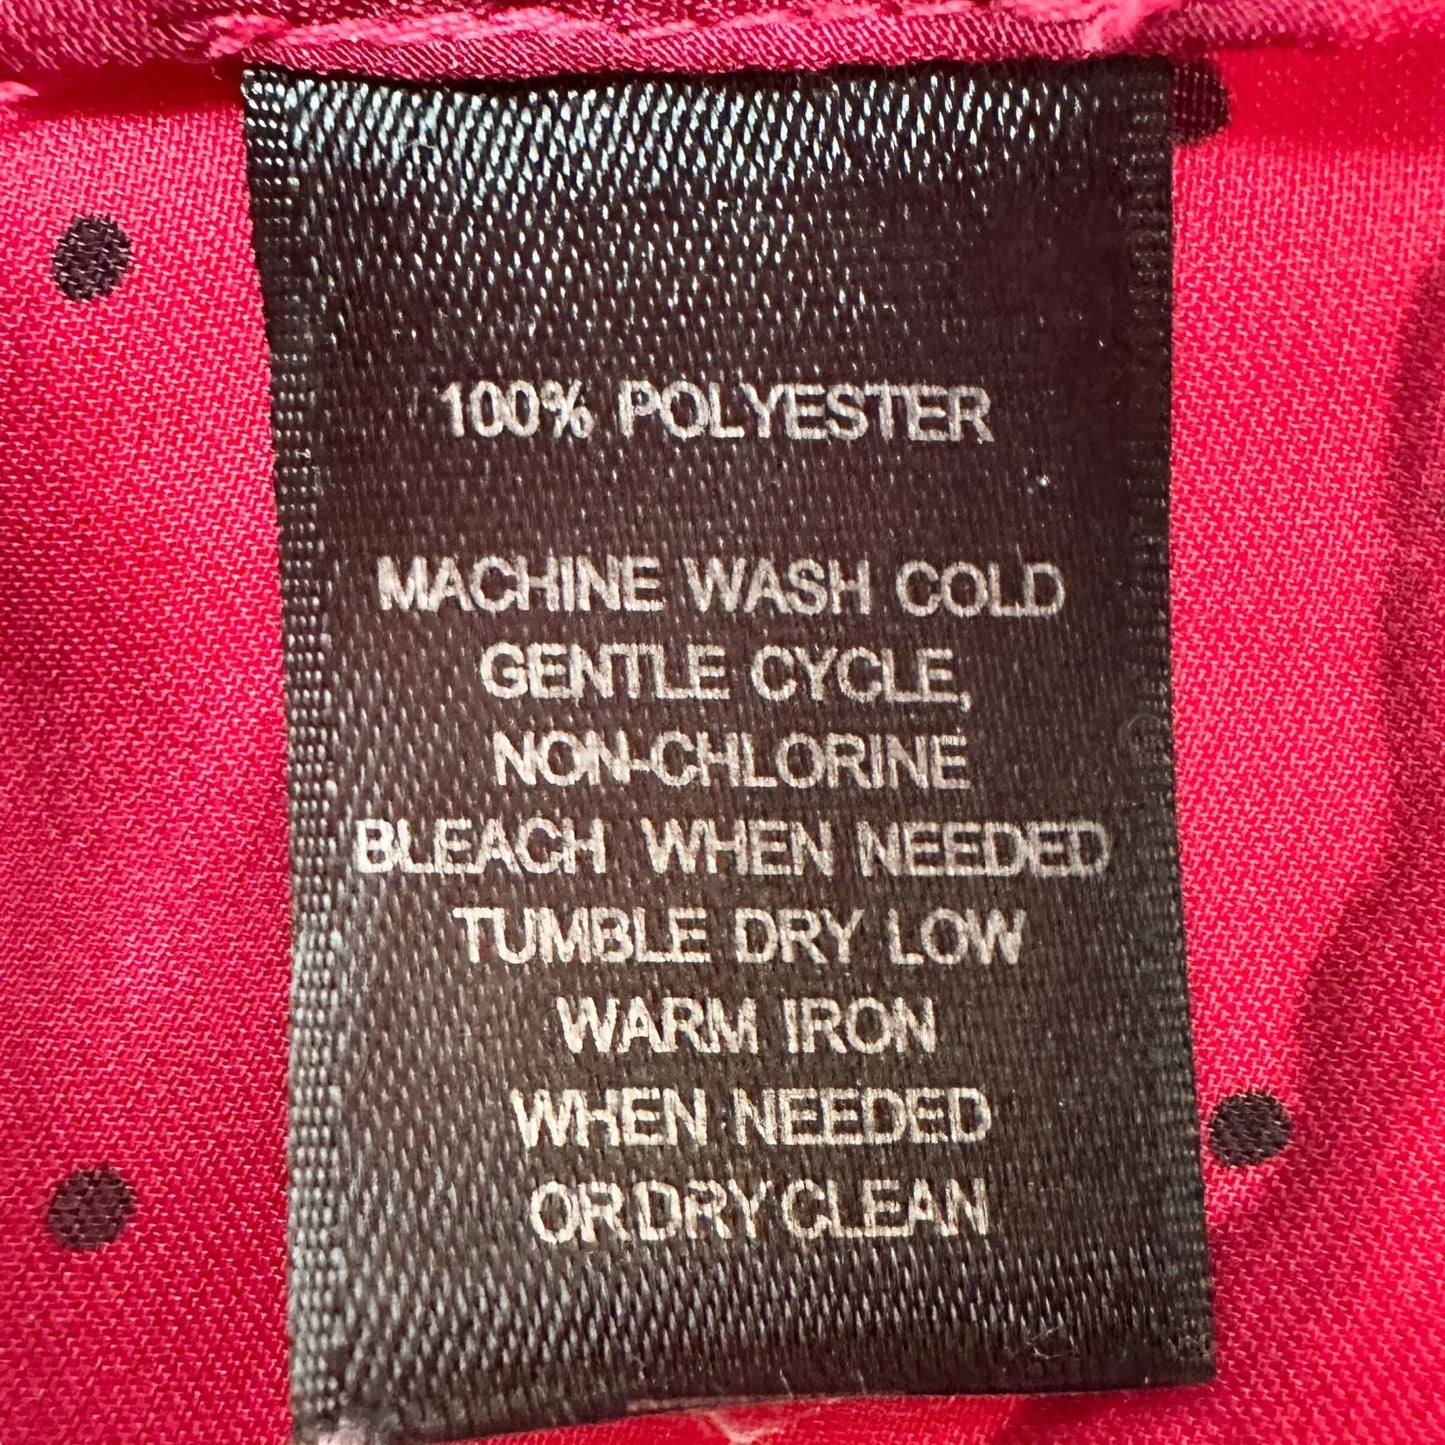 100% POLYESTER
MACHINE WASH COLD
GENTLE CYCLE,
NON-CHLORINE
BLEACH WHEN NEEDED
TUMBLE DRY LOW
WARM IRON
WHEN NEEDED
OR DRY CLEAN